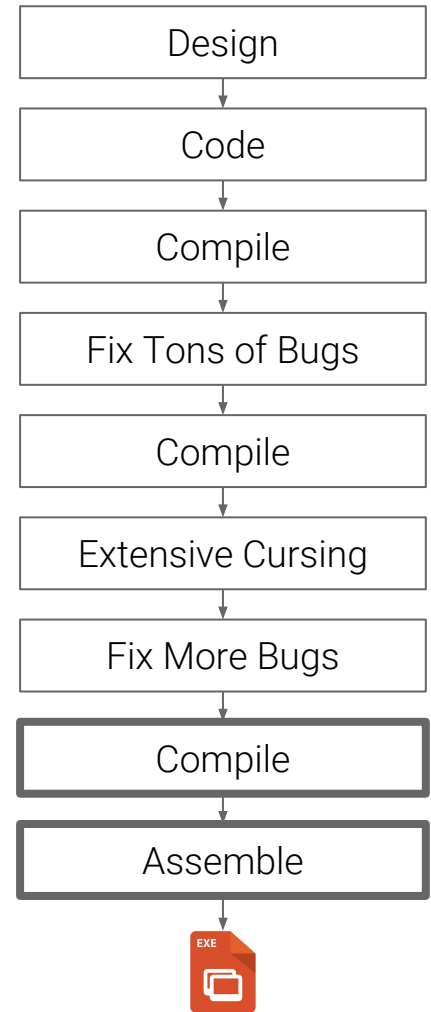 Design
Code
Compile
Fix Tons of Bugs
Compile
Extensive Cursing
Fix More Bugs
Compile
Assemble
EXE